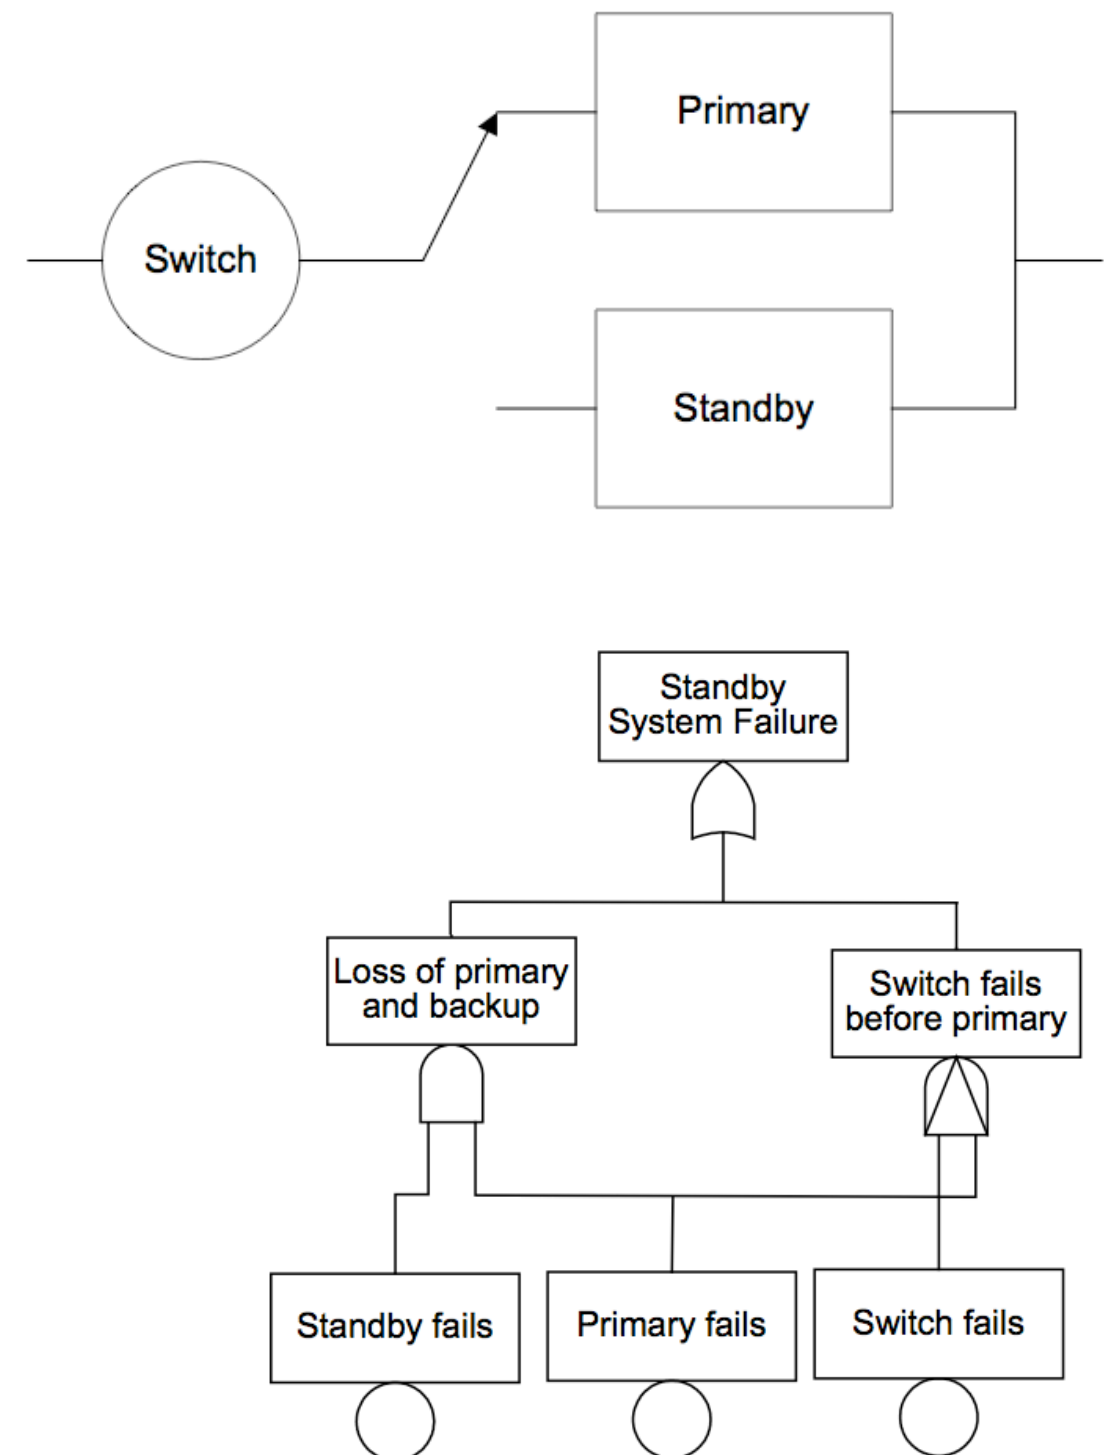 Primary
Switch
Standby
Standby
System Failure
Loss of primary
and backup
Switch fails
before primary
Standby fails
Primary fails
Switch fails